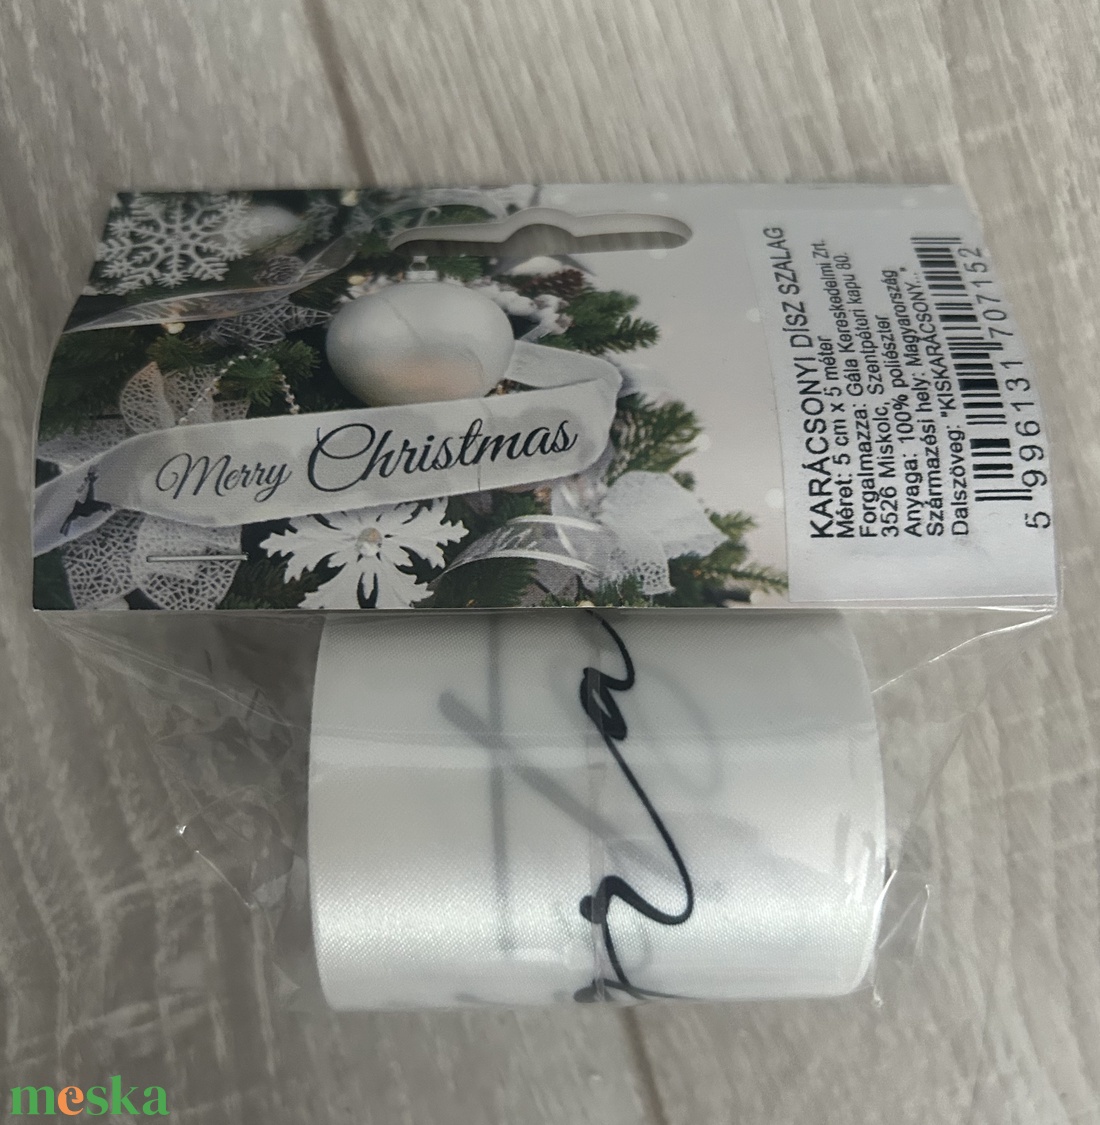 Merry Christmas
KARÁCSONYI DÍSZ SZALAG
Méret: 5 cm x 5 méter
Forgalmazza: Gála Kereskedelmi Zrt.
3526 Miskolc, Szentpéteri kapu 80.
Anyaga: 100% poliészter
Származési hely: Magyarország
Dalszöveg: "KISKARÁCSONY..."
5 996131 707152
meska